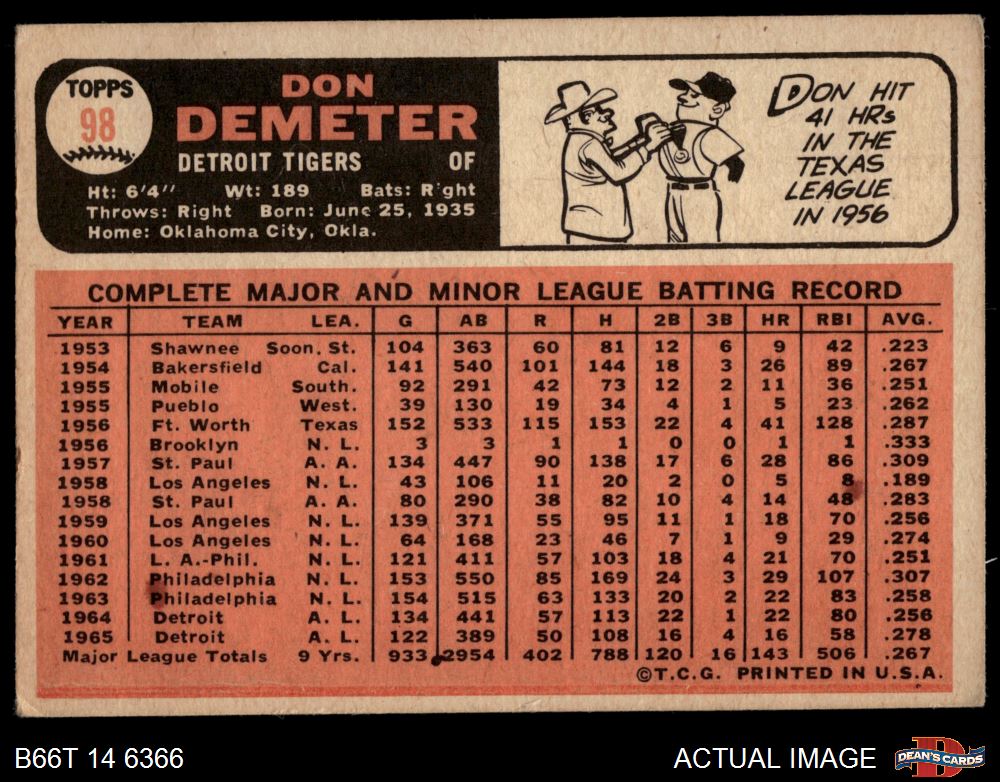 TOPPS
98
DON
DEMETER
DETROIT TIGERS OF
Ht: 6'4" Wt: 189 Bats: R'ght
Throws: Right Born: June 25, 1935
Home: Oklahoma City, Okla.
DON HIT
41 HRs
IN THE
TEXAS
LEAGUE
IN 1956
COMPLETE MAJOR AND MINOR LEAGUE BATTING RECORD
YEAR TEAM LEA. G AB R H 2B 3B HR RBI AVG.
1953 Shawnee Soon. St. 104 363 60 81 12 6 9 42 .223
1954 Bakersfield Cal. 141 540 101 144 18 3 26 89 .267
1955 Mobile South. 92 291 42 73 12 2 11 36 .251
1955 Pueblo West. 39 130 19 34 4 1 5 23 .262
1956 Ft. Worth Texas 152 533 115 153 22 4 41 128 .287
1956 Brooklyn N. L. 3 3 1 1 0 0 1 1 .333
1957 St. Paul A. A. 134 447 90 138 17 6 28 86 .309
1958 Los Angeles N. L. 43 106 11 20 2 0 5 8 .189
1958 St. Paul A. A. 80 290 38 82 10 4 14 48 .283
1959 Los Angeles N. L. 139 371 55 95 11 1 18 70 .256
1960 Los Angeles N. L. 64 168 23 46 7 1 9 29 .274
1961 L. A.-Phil. N. L. 121 411 57 103 18 4 21 70 .251
1962 Philadelphia N. L. 153 550 85 169 24 3 29 107 .307
1963 Philadelphia N. L. 154 515 63 133 20 2 22 83 .258
1964 Detroit A. L. 134 441 57 113 22 1 22 80 .256
1965 Detroit A. L. 122 389 50 108 16 4 16 58 .278
Major League Totals 9 Yrs. 933 2954 402 788 120 16 143 506 .267
©T.C.G. PRINTED IN U.S.A.
B66T 14 6366
ACTUAL IMAGE
D
DEAN'S CARDS